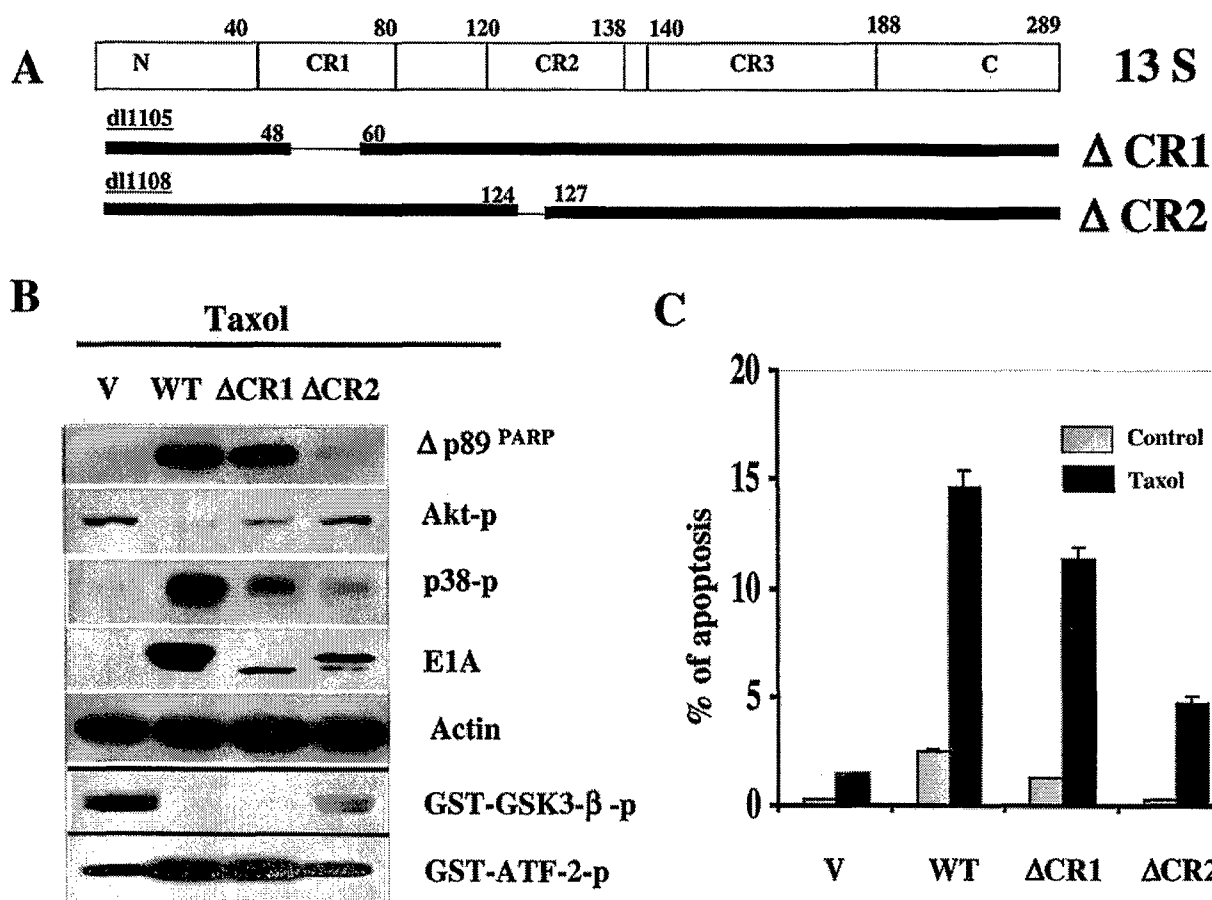 A
40 80 120 138 140 188 289
N CR1 CR2 CR3 C
13 S
dl1105
48 60
Δ CR1
dl1108
124 127
Δ CR2
B
Taxol
V WT ΔCR1 ΔCR2
Δ p89 PARP
Akt-p
p38-p
E1A
Actin
GST-GSK3-β -p
GST-ATF-2-p
C
% of apoptosis
20
15
10
5
0
Control
Taxol
V WT ΔCR1 ΔCR2